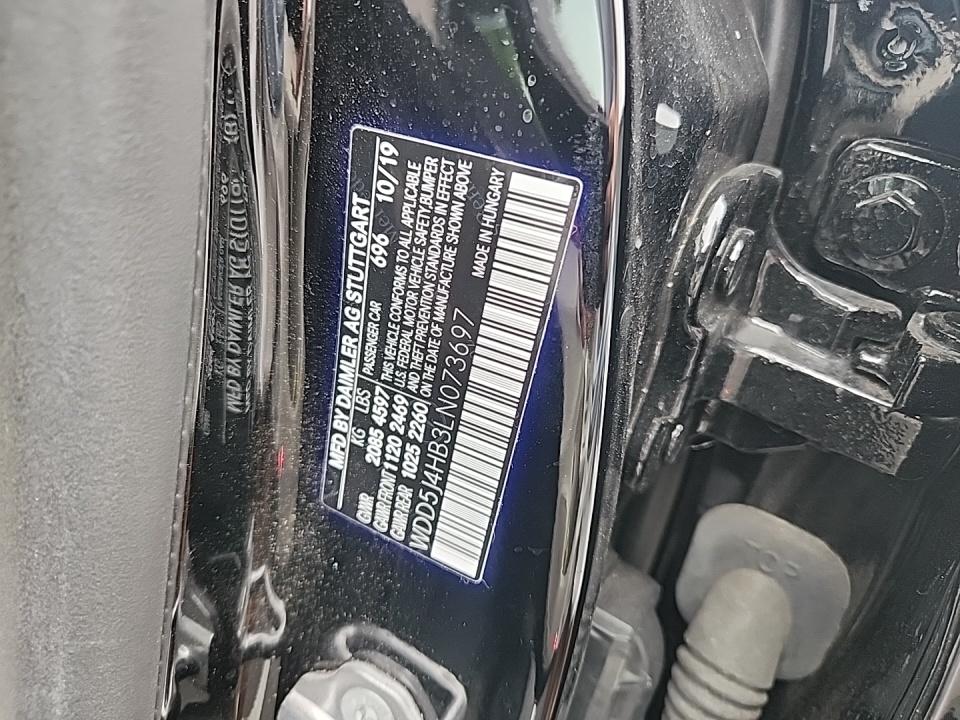 MFD BY DAIMLER AG STUTTGART
KG LBS PASSENGER CAR 696 10/19
GVWR 2085 4597 THIS VEHICLE CONFORMS TO ALL APPLICABLE
GAWR FRONT 1120 2469 U.S. FEDERAL MOTOR VEHICLE SAFETY, BUMPER
GAWR REAR 1025 2260 AND THEFT PREVENTION STANDARDS IN EFFECT
ON THE DATE OF MANUFACTURE SHOWN ABOVE
WDD5J4HB3LN073697 MADE IN HUNGARY
TOP